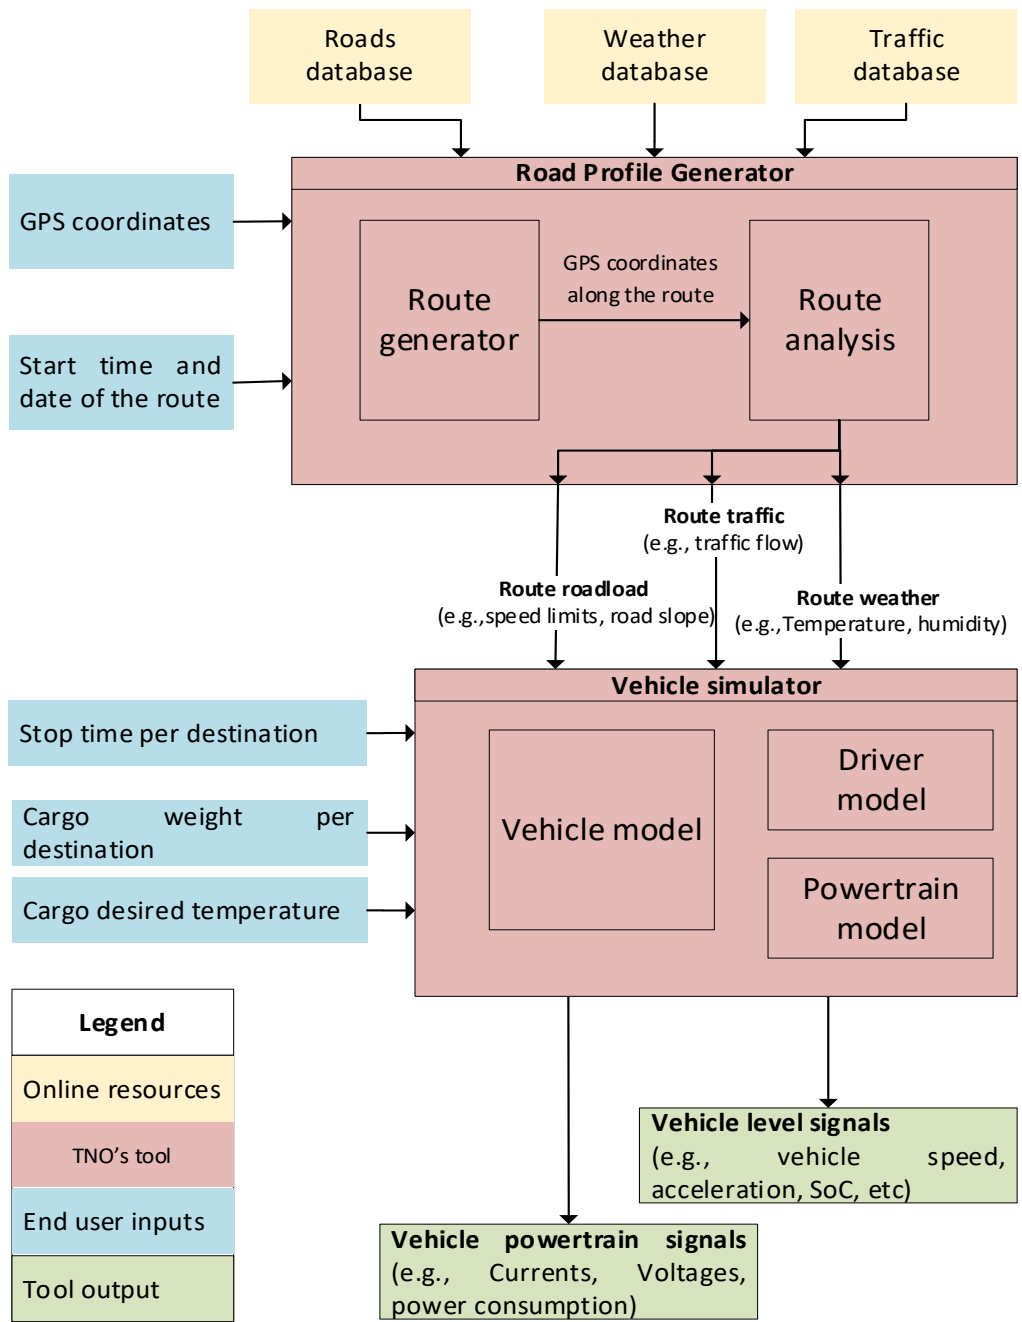 Roads
database
Weather
database
Traffic
database
Road Profile Generator
GPS coordinates
Start time and
date of the route
Route
generator
GPS coordinates
along the route
Route
analysis
Route traffic
(e.g., traffic flow)
Route roadload
(e.g.,speed limits, road slope)
Route weather
(e.g.,Temperature, humidity)
Vehicle simulator
Stop time per destination
Cargo weight per
destination
Cargo desired temperature
Vehicle model
Driver
model
Powertrain
model
Legend
Online resources
TNO's tool
End user inputs
Tool output
Vehicle level signals
(e.g., vehicle speed,
acceleration, SoC, etc)
Vehicle powertrain signals
(e.g., Currents, Voltages,
power consumption)